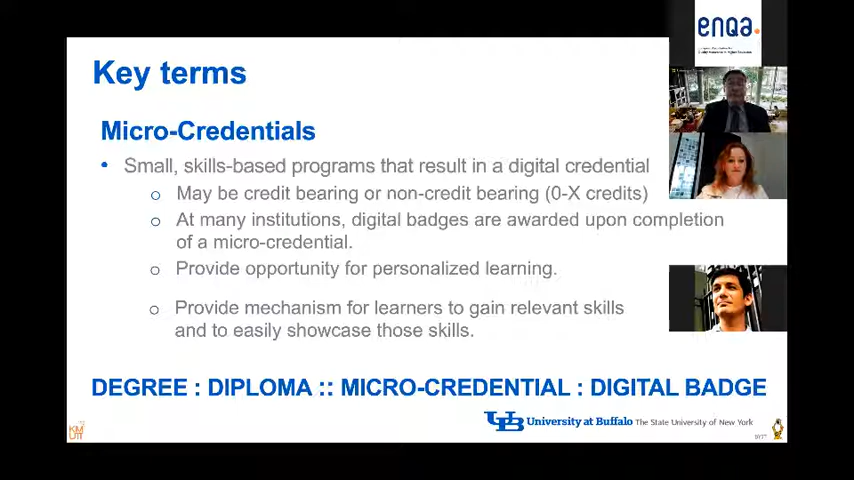 enqa.
Key terms
Micro-Credentials
• Small, skills-based programs that result in a digital credential
o May be credit bearing or non-credit bearing (0-X credits)
o At many institutions, digital badges are awarded upon completion
of a micro-credential.
o Provide opportunity for personalized learning.
o Provide mechanism for learners to gain relevant skills
and to easily showcase those skills.
DEGREE : DIPLOMA :: MICRO-CREDENTIAL : DIGITAL BADGE
UB University at Buffalo The State University of New York